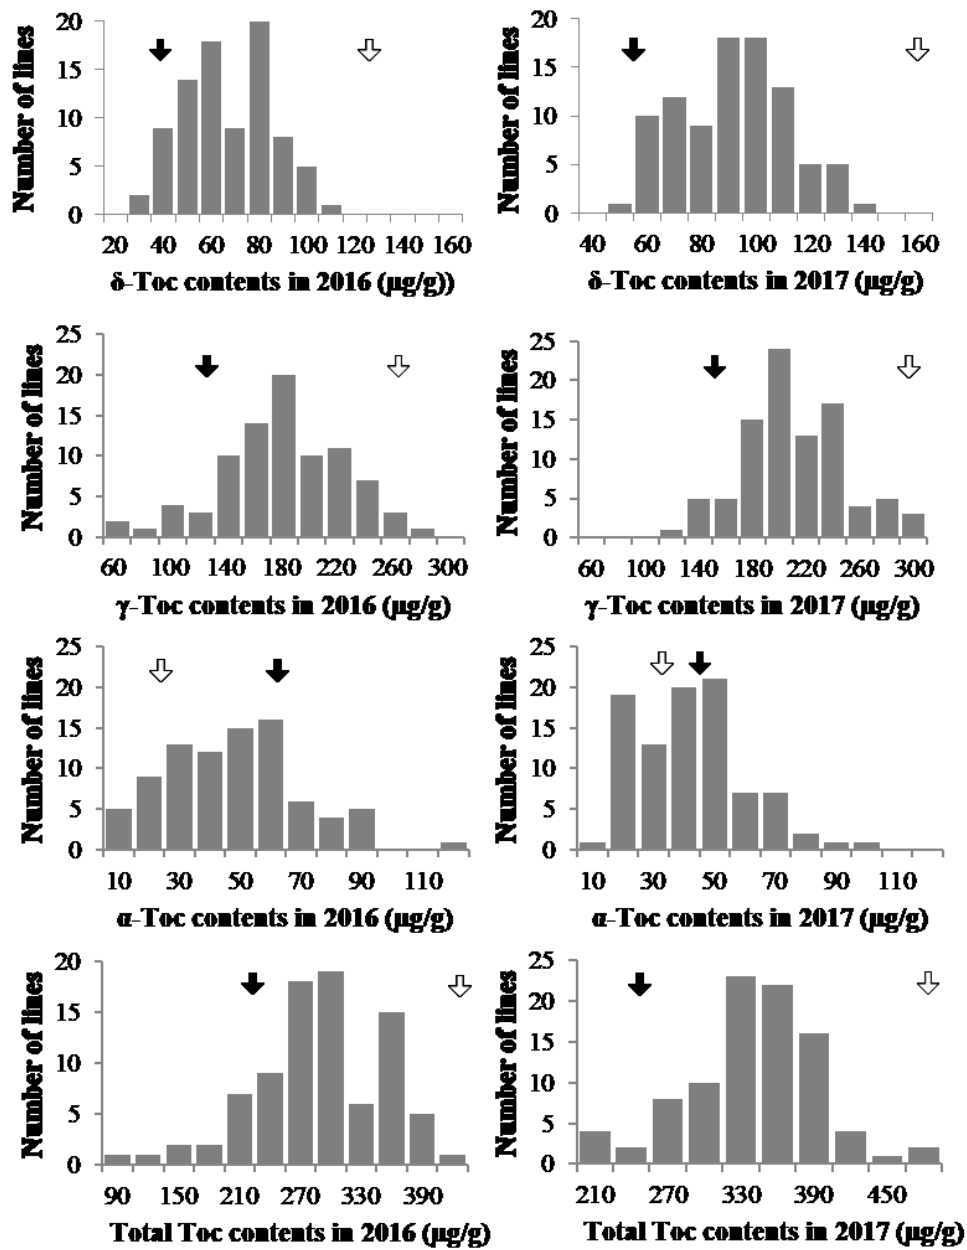 Number of lines
20
15
10
5
0
20 40 60 80 100 120 140 160
δ-Toc contents in 2016 (μg/g))
Number of lines
20
15
10
5
0
40 60 80 100 120 140 160
δ-Toc contents in 2017 (μg/g)
Number of lines
25
20
15
10
5
0
60 100 140 180 220 260 300
γ-Toc contents in 2016 (μg/g)
Number of lines
25
20
15
10
5
0
60 100 140 180 220 260 300
γ-Toc contents in 2017 (μg/g)
Number of lines
25
20
15
10
5
0
10 30 50 70 90 110
α-Toc contents in 2016 (μg/g)
Number of lines
25
20
15
10
5
0
10 30 50 70 90 110
α-Toc contents in 2017 (μg/g)
Number of lines
20
15
10
5
0
90 150 210 270 330 390
Total Toc contents in 2016 (μg/g)
Number of lines
25
20
15
10
5
0
210 270 330 390 450
Total Toc contents in 2017 (μg/g)